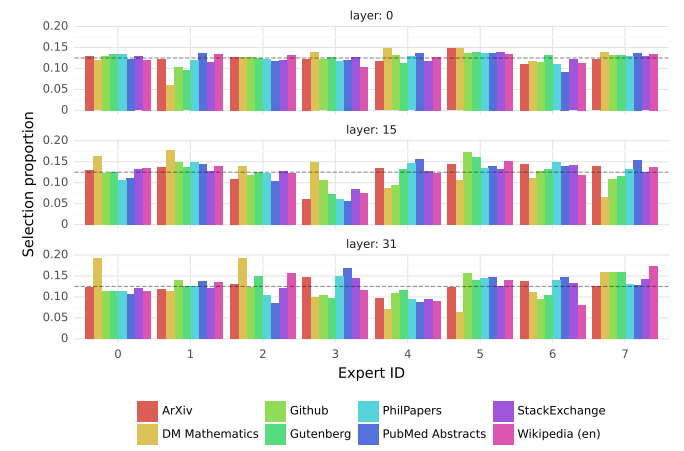 layer: 0
0.20
0.15
0.10
0.05
0
layer: 15
0.20
0.15
0.10
0.05
0
layer: 31
0.20
0.15
0.10
0.05
0
Selection proportion
0 1 2 3 4 5 6 7
Expert ID
ArXiv Github PhilPapers StackExchange
DM Mathematics Gutenberg PubMed Abstracts Wikipedia (en)